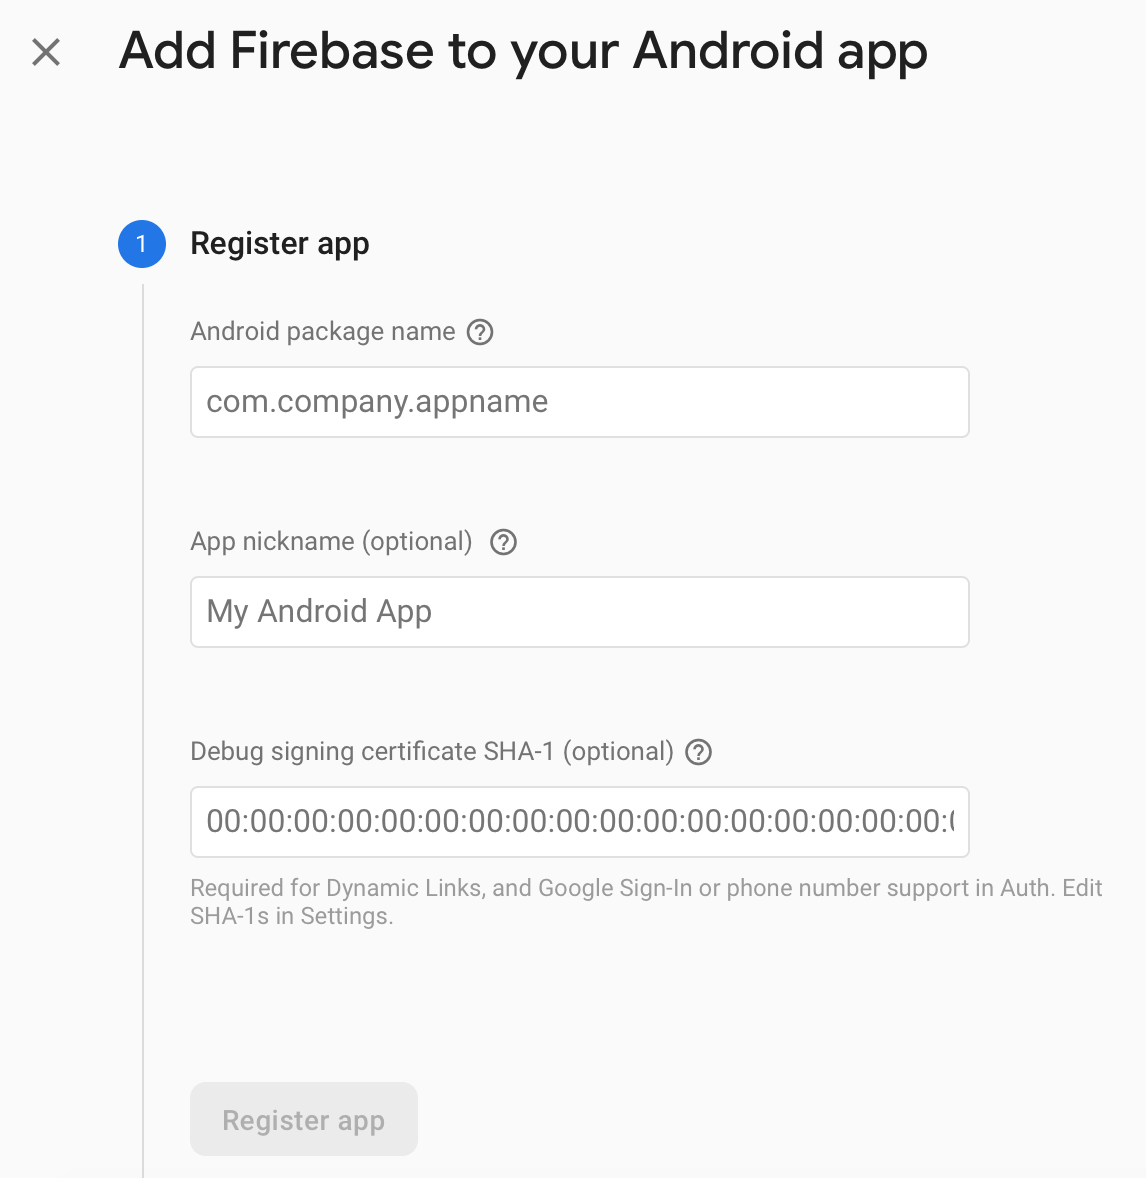 Add Firebase to your Android app
1 Register app
Android package name ?
com.company.appname
App nickname (optional) ?
My Android App
Debug signing certificate SHA-1 (optional) ?
00:00:00:00:00:00:00:00:00:00:00:00:00:00:00:00:00:
Required for Dynamic Links, and Google Sign-In or phone number support in Auth. Edit
SHA-1s in Settings.
Register app